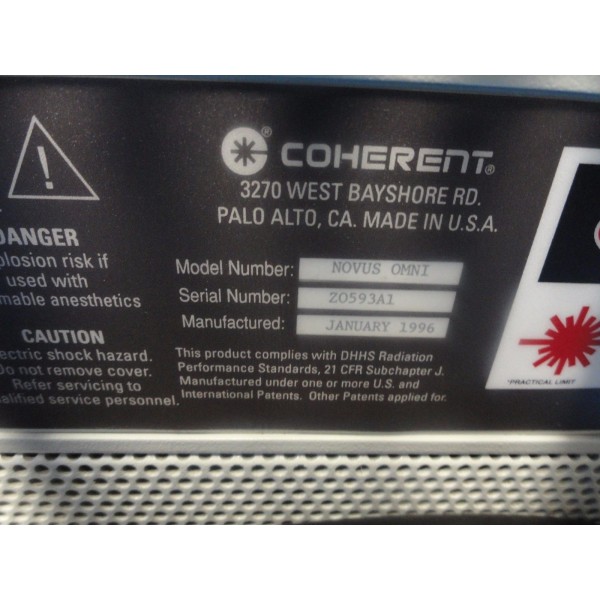 COHERENT®
3270 WEST BAYSHORE RD.
PALO ALTO, CA. MADE IN U.S.A.
Model Number: NOVUS OMNI
Serial Number: Z0593A1
Manufactured: JANUARY 1996
This product complies with DHHS Radiation
Performance Standards, 21 CFR Subchapter J.
Manufactured under one or more U.S. and
International Patents. Other Patents applied for.
!
DANGER
plosion risk if
used with
mable anesthetics
CAUTION
ectric shock hazard.
Do not remove cover.
Refer servicing to
alified service personnel.
*PRACTICAL LIMIT